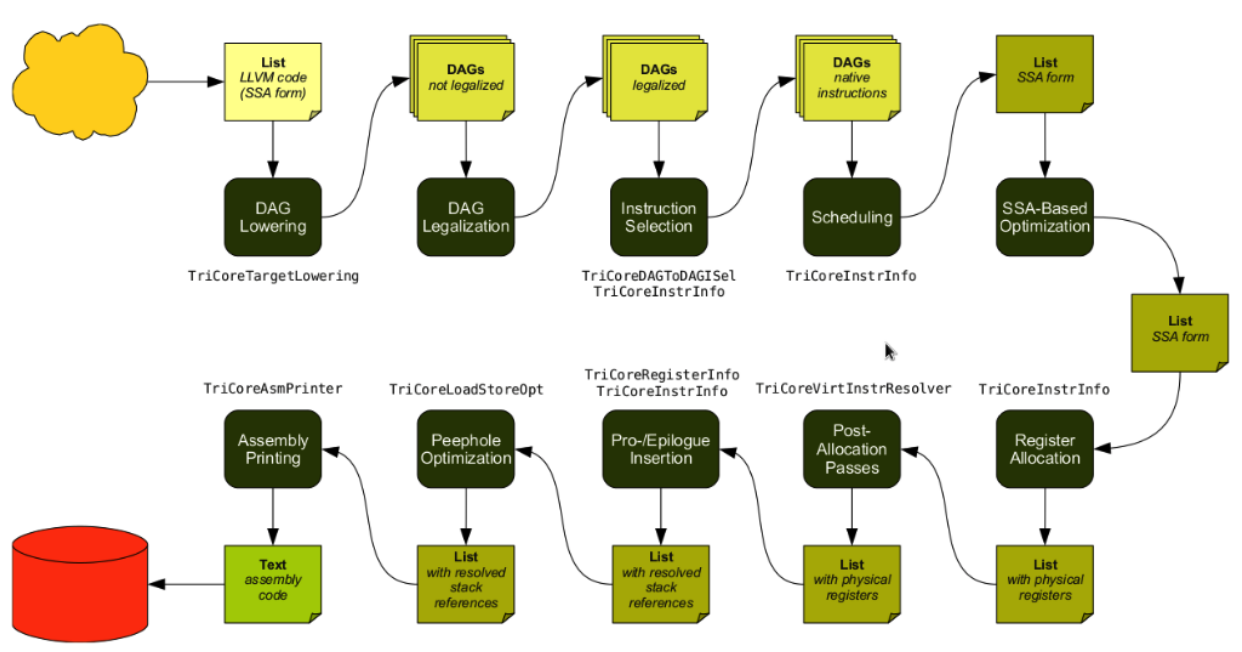 List
LLVM code
(SSA form)
DAGs
not legalized
DAGs
legalized
DAGs
native
instructions
List
SSA form
DAG
Lowering
DAG
Legalization
Instruction
Selection
Scheduling
SSA-Based
Optimization
TriCoreTargetLowering
TriCoreDAGToDAGISel
TriCoreInstrInfo
TriCoreInstrInfo
List
SSA form
TriCoreAsmPrinter
TriCoreLoadStoreOpt
TriCoreRegisterInfo
TriCoreInstrInfo
TriCoreVirtInstrResolver
TriCoreInstrInfo
Assembly
Printing
Peephole
Optimization
Pro-/Epilogue
Insertion
Post-
Allocation
Passes
Register
Allocation
Text
assembly
code
List
with resolved
stack
references
List
with resolved
stack
references
List
with physical
registers
List
with physical
registers